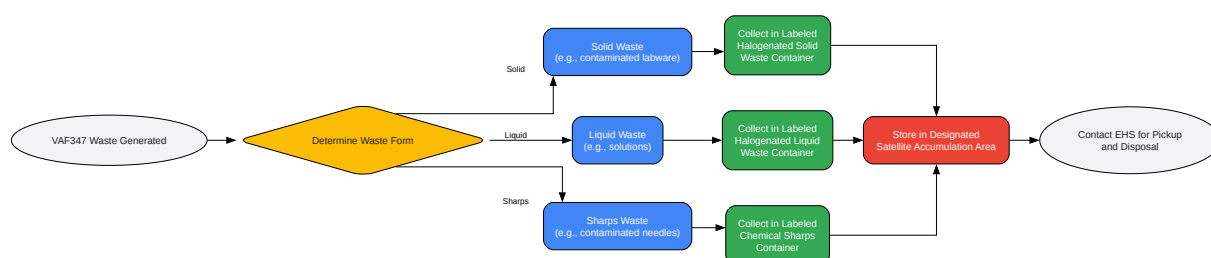 VAF347 Waste Generated
Determine Waste Form
Solid
Liquid
Sharps
Solid Waste
(e.g., contaminated labware)
Liquid Waste
(e.g., solutions)
Sharps Waste
(e.g., contaminated needles)
Collect in Labeled
Halogenated Solid
Waste Container
Collect in Labeled
Halogenated Liquid
Waste Container
Collect in Labeled
Chemical Sharps
Container
Store in Designated
Satellite Accumulation Area
Contact EHS for Pickup
and Disposal